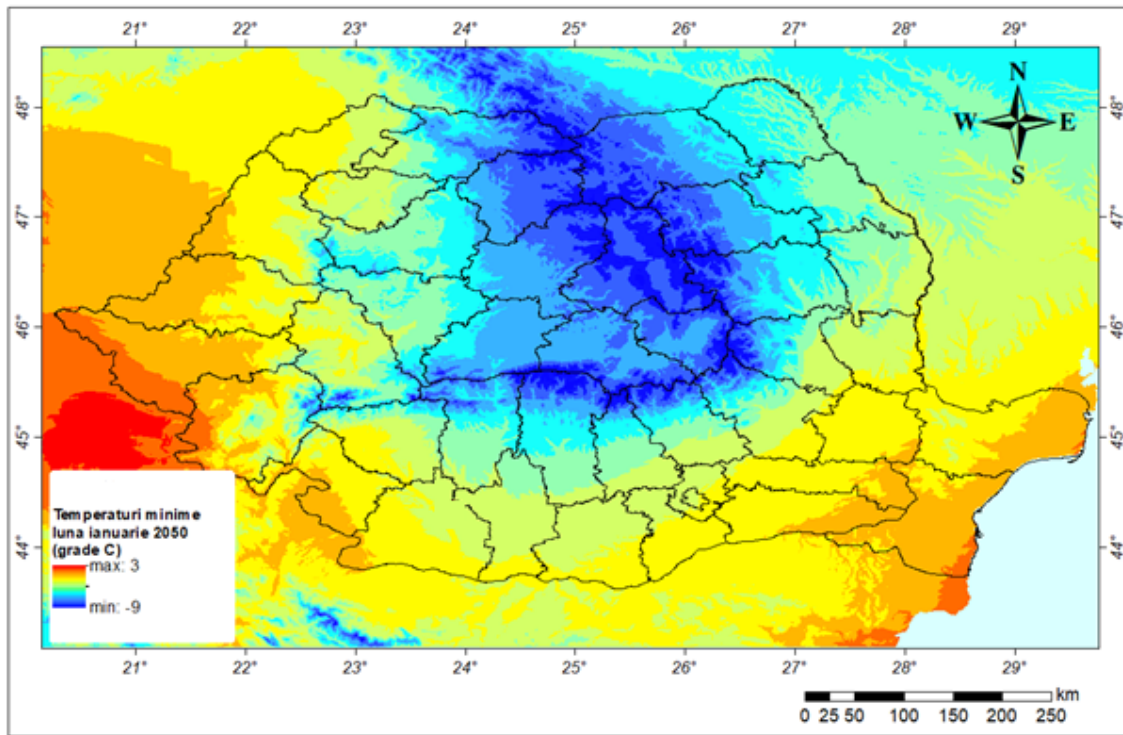 21° 22° 23° 24° 25° 26° 27° 28° 29°
48° 48°
N
W E
S
47° 47°
46° 46°
45° 45°
44° 44°
Temperaturi minime
luna ianuarie 2050
(grade C)
max: 3
min: -9
21° 22° 23° 24° 25° 26° 27° 28° 29°
km
0 25 50 100 150 200 250